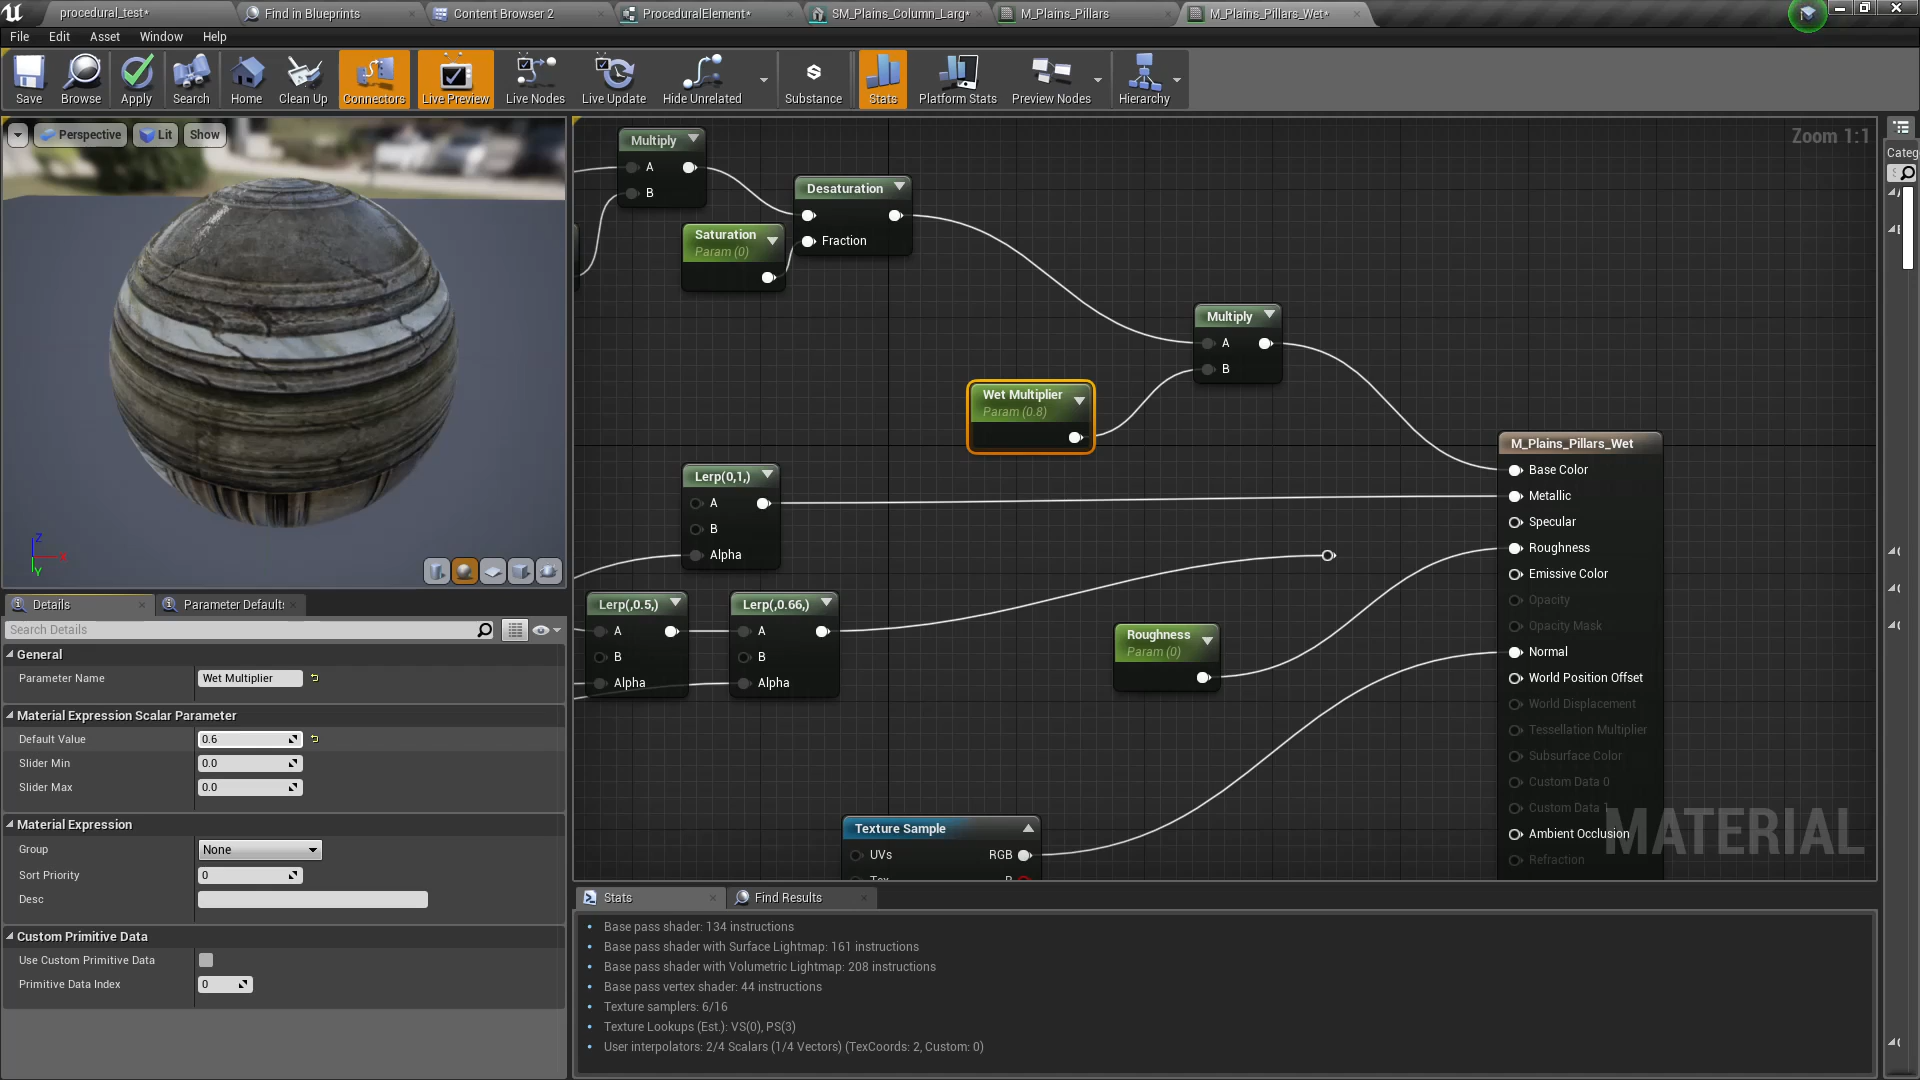 procedural_test*
Find in Blueprints
Content Browser 2
ProceduralElement*
SM_Plains_Column_Larg*
M_Plains_Pillars
M_Plains_Pillars_Wet*
File
Edit
Asset
Window
Help
Save
Browse
Apply
Search
Home
Clean Up
Connectors
Live Preview
Live Nodes
Live Update
Hide Unrelated
Substance
Stats
Platform Stats
Preview Nodes
Hierarchy
Perspective
Lit
Show
Z
X
Y
Zoom 1:1
Multiply
A
B
Desaturation
Fraction
Saturation
Param (0)
Multiply
A
B
Wet Multiplier
Param (0.8)
Lerp(0,1,)
A
B
Alpha
Lerp(,0.5,)
A
B
Alpha
Lerp(,0.66,)
A
B
Alpha
Roughness
Param (0)
Texture Sample
UVs
RGB
Tex
R
M_Plains_Pillars_Wet
Base Color
Metallic
Specular
Roughness
Emissive Color
Opacity
Opacity Mask
Normal
World Position Offset
World Displacement
Tessellation Multiplier
Subsurface Color
Custom Data 0
Custom Data 1
Ambient Occlusion
Refraction
MATERIAL
Categ
Details
Parameter Defaults
Search Details
General
Parameter Name
Wet Multiplier
Material Expression Scalar Parameter
Default Value
0.6
Slider Min
0.0
Slider Max
0.0
Material Expression
Group
None
Sort Priority
0
Desc
Custom Primitive Data
Use Custom Primitive Data
Primitive Data Index
0
Stats
Find Results
Base pass shader: 134 instructions
Base pass shader with Surface Lightmap: 161 instructions
Base pass shader with Volumetric Lightmap: 208 instructions
Base pass vertex shader: 44 instructions
Texture samplers: 6/16
Texture Lookups (Est.): VS(0), PS(3)
User interpolators: 2/4 Scalars (1/4 Vectors) (TexCoords: 2, Custom: 0)